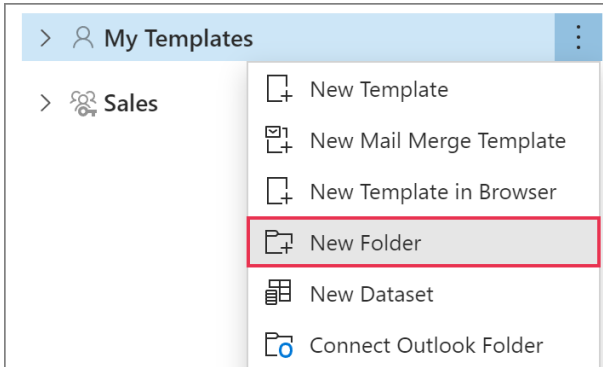 My Templates
Sales
New Template
New Mail Merge Template
New Template in Browser
New Folder
New Dataset
Connect Outlook Folder